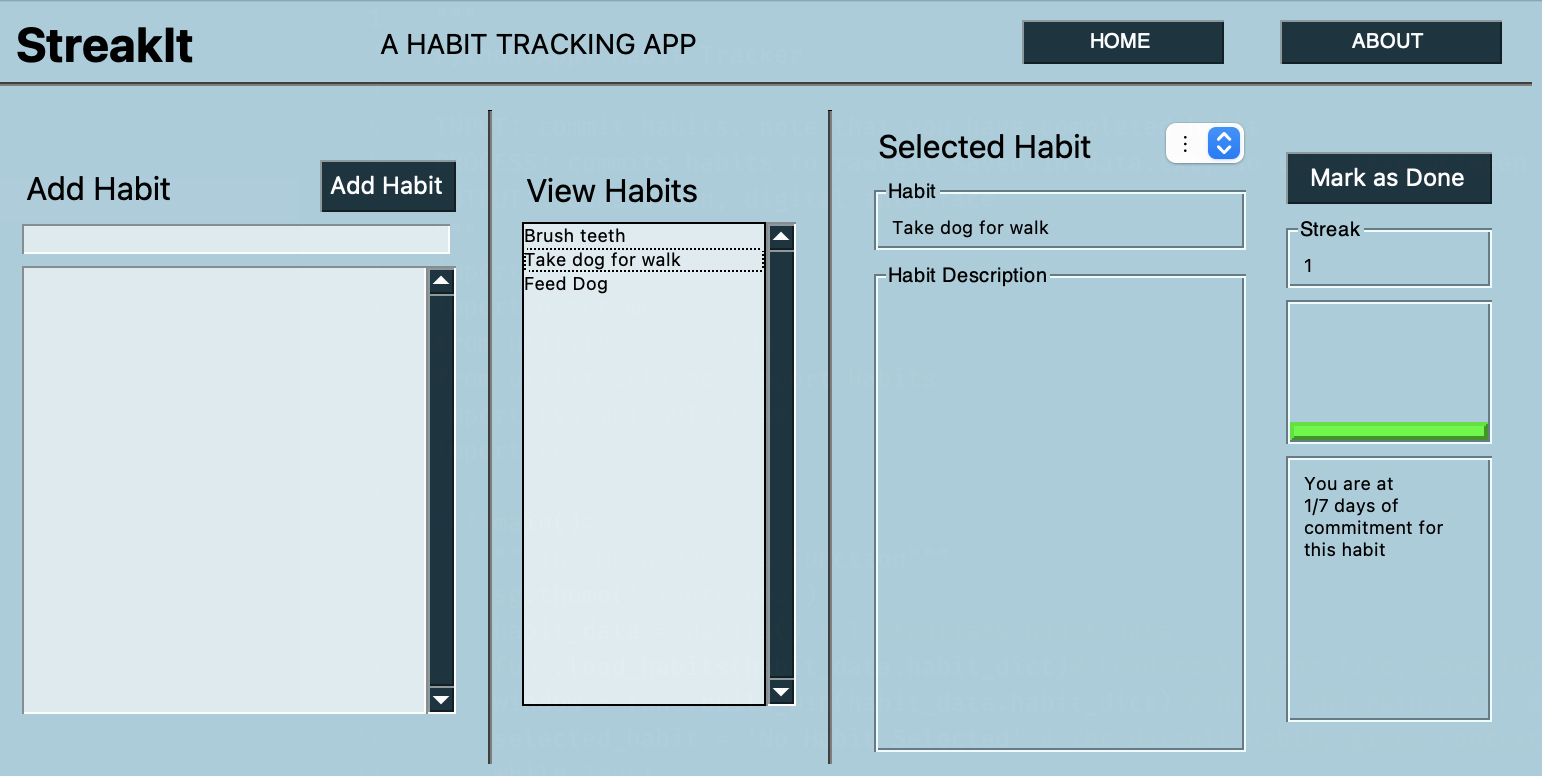 StreakIt
A HABIT TRACKING APP
HOME
ABOUT
Add Habit
Add Habit
View Habits
Brush teeth
Take dog for walk
Feed Dog
Selected Habit
Habit
Take dog for walk
Habit Description
Mark as Done
Streak
1
You are at
1/7 days of
commitment for
this habit